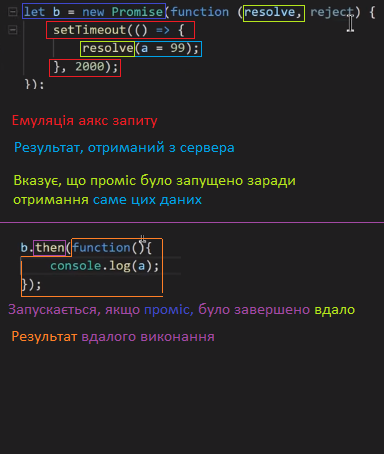 let b = new Promise(function (resolve, reject) {
setTimeout(() => {
resolve(a = 99);
}, 2000);
});
Емуляція аякс запиту
Результат, отриманий з сервера
Вказує, що проміс було запущено заради
отримання саме цих даних
b.then(function(){
console.log(a);
});
Запускається, якщо проміс, було завершено вдало
Результат вдалого виконання